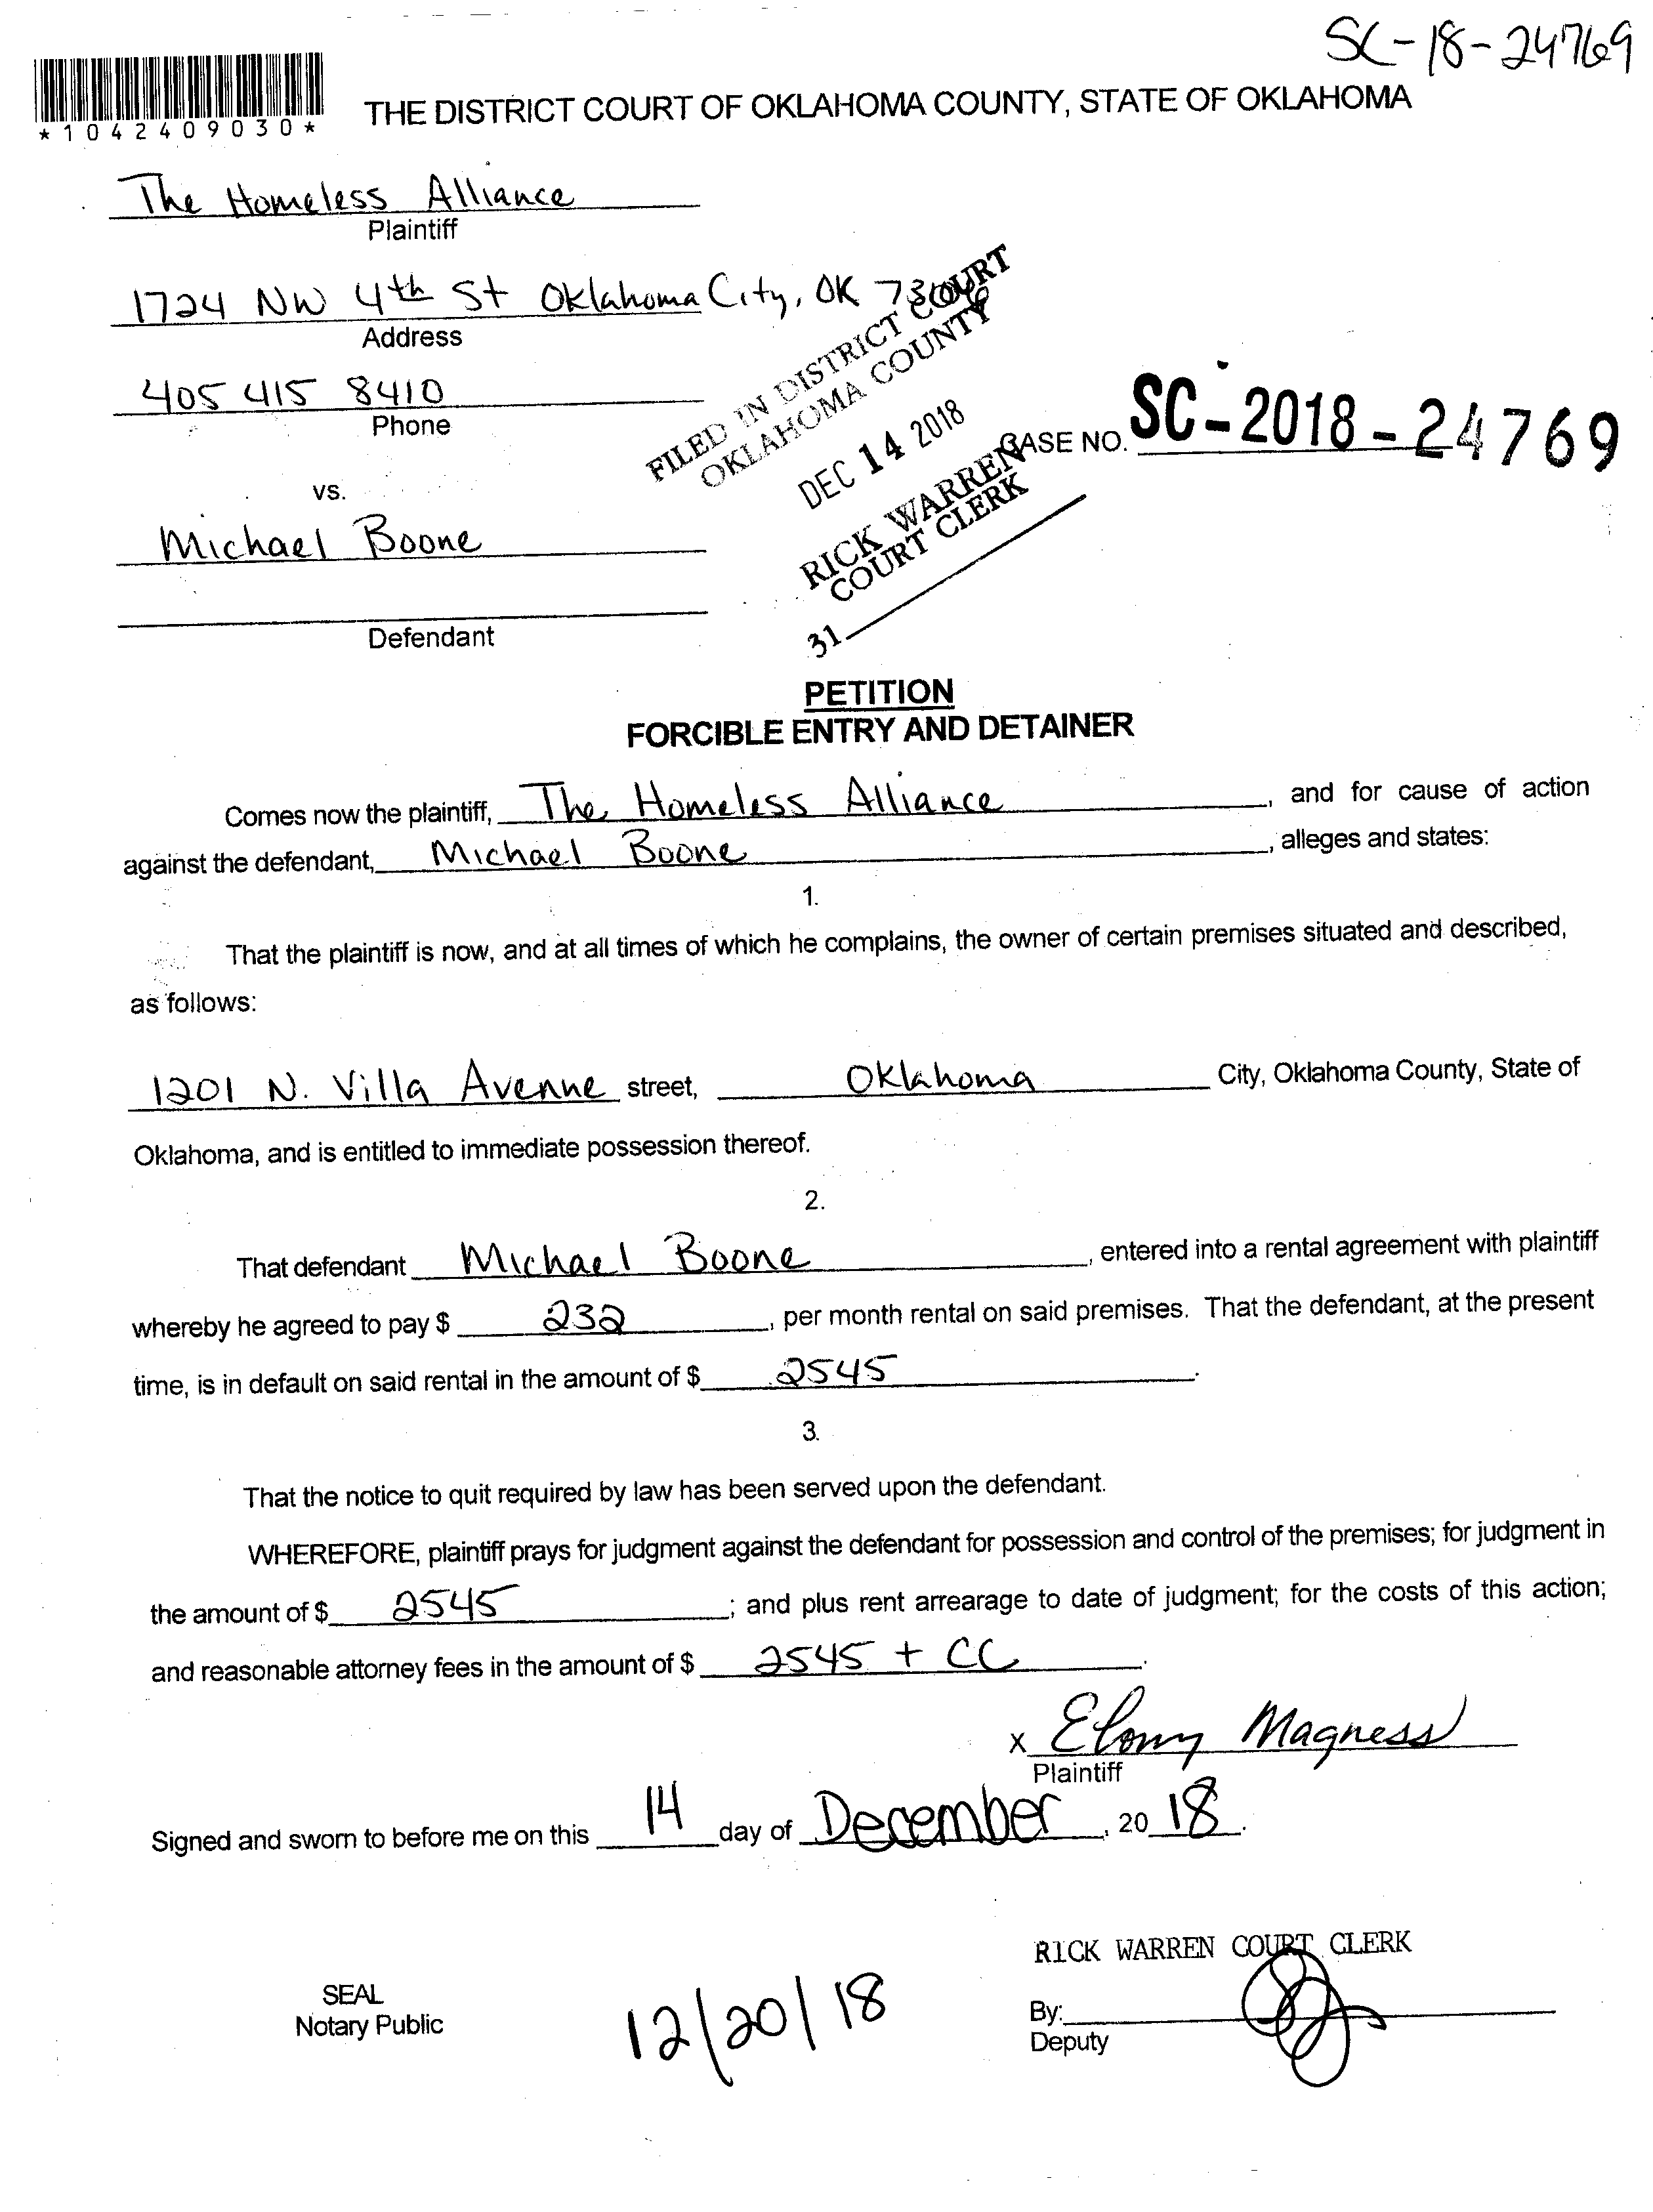 SC-18-24769
*1042409030*
THE DISTRICT COURT OF OKLAHOMA COUNTY, STATE OF OKLAHOMA
The Homeless Alliance
Plaintiff
1724 NW 4th St Oklahoma City, OK 73106
Address
405 415 8410
Phone
FILED IN DISTRICT COURT
OKLAHOMA COUNTY
DEC 14 2018
RICK WARREN
COURT CLERK
31
CASE NO. SC-2018-24769
vs.
Michael Boone
Defendant
PETITION
FORCIBLE ENTRY AND DETAINER
Comes now the plaintiff, The Homeless Alliance, and for cause of action
against the defendant, Michael Boone, alleges and states:
1.
That the plaintiff is now, and at all times of which he complains, the owner of certain premises situated and described,
as follows:
1201 N. Villa Avenue street, Oklahoma City, Oklahoma County, State of
Oklahoma, and is entitled to immediate possession thereof.
2.
That defendant Michael Boone, entered into a rental agreement with plaintiff
whereby he agreed to pay $ 232, per month rental on said premises. That the defendant, at the present
time, is in default on said rental in the amount of $ 2545.
3.
That the notice to quit required by law has been served upon the defendant.
WHEREFORE, plaintiff prays for judgment against the defendant for possession and control of the premises; for judgment in
the amount of $ 2545; and plus rent arrearage to date of judgment; for the costs of this action;
and reasonable attorney fees in the amount of $ 2545 + CC.
x Ebony Magness
Plaintiff
Signed and sworn to before me on this 14 day of December, 2018.
RICK WARREN COURT CLERK
SEAL
Notary Public
12/20/18
By:
Deputy